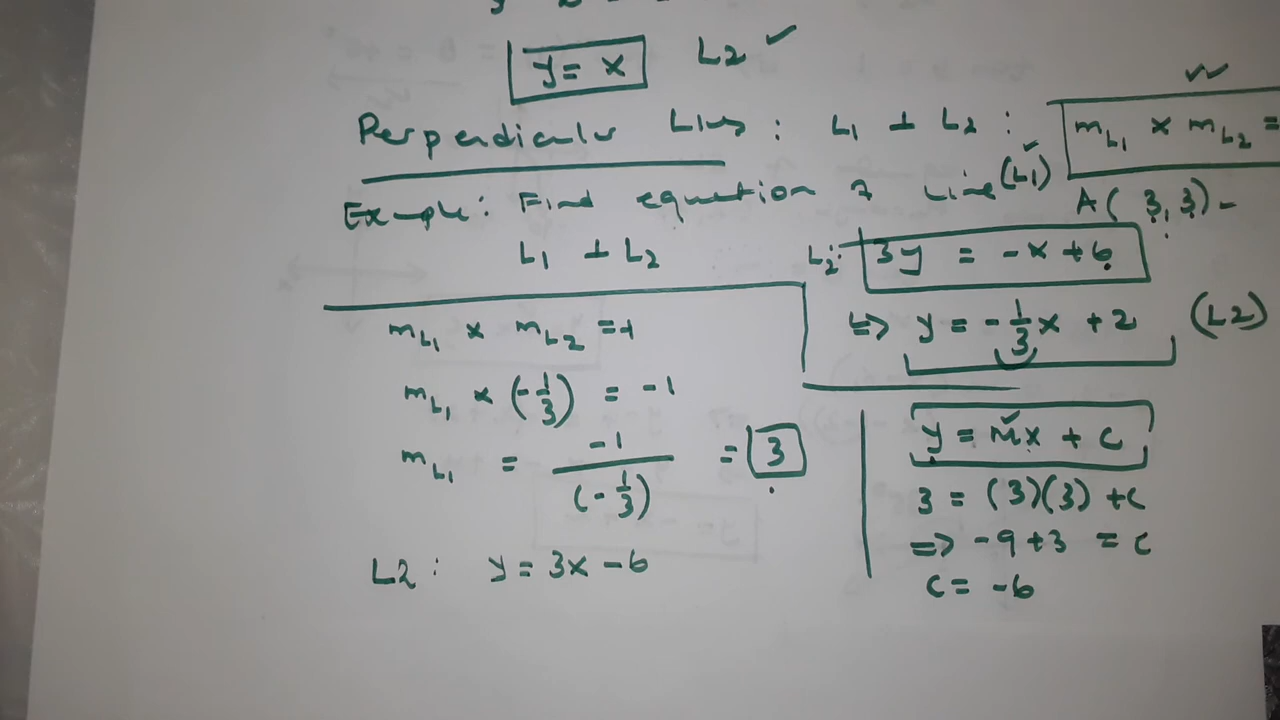 y = x L2 ✓
Perpendicular Lines : L1 ⊥ L2 : mL1 × mL2 =
Example: Find equation of Line (L1) A( 3, 3) -
L1 ⊥ L2 L2: 3y = -x + 6
mL1 × mL2 = -1 ⇒ y = -1/3 x + 2 (L2)
mL1 × (-1/3) = -1 y = mx + c
mL1 = -1/(-1/3) = 3 3 = (3)(3) + c
⇒ -9 + 3 = c
L2 : y = 3x - 6 c = -6